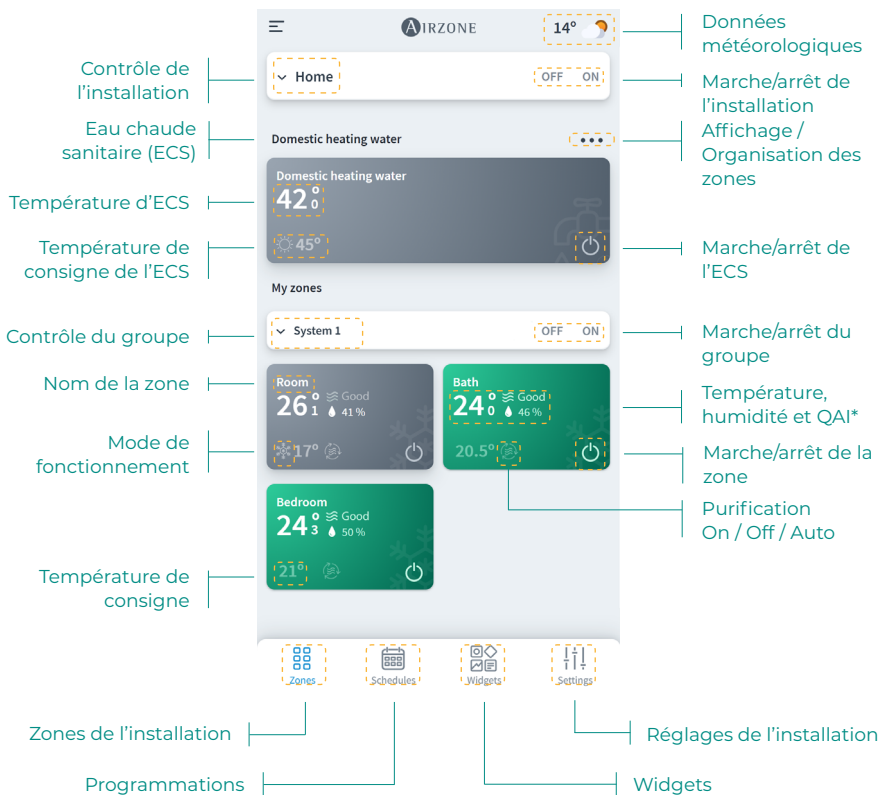 AIRZONE
14°
Données
météorologiques
Contrôle de
l'installation
Home
OFF ON
Marche/arrêt de
l'installation
Eau chaude
sanitaire (ECS)
Domestic heating water
Affichage /
Organisation des
zones
Domestic heating water
Température d'ECS
42°0
Température de
consigne de l'ECS
45°
Marche/arrêt de
l'ECS
My zones
Contrôle du groupe
System 1
OFF ON
Marche/arrêt du
groupe
Nom de la zone
Room
26°1 Good
41 %
17°
Bath
24°0 Good
46 %
20.5°
Température,
humidité et QAI*
Mode de
fonctionnement
Marche/arrêt de la
zone
Purification
On / Off / Auto
Bedroom
24°3 Good
50 %
21°
Température de
consigne
Zones
Schedules
Widgets
Settings
Zones de l'installation
Réglages de l'installation
Programmations
Widgets